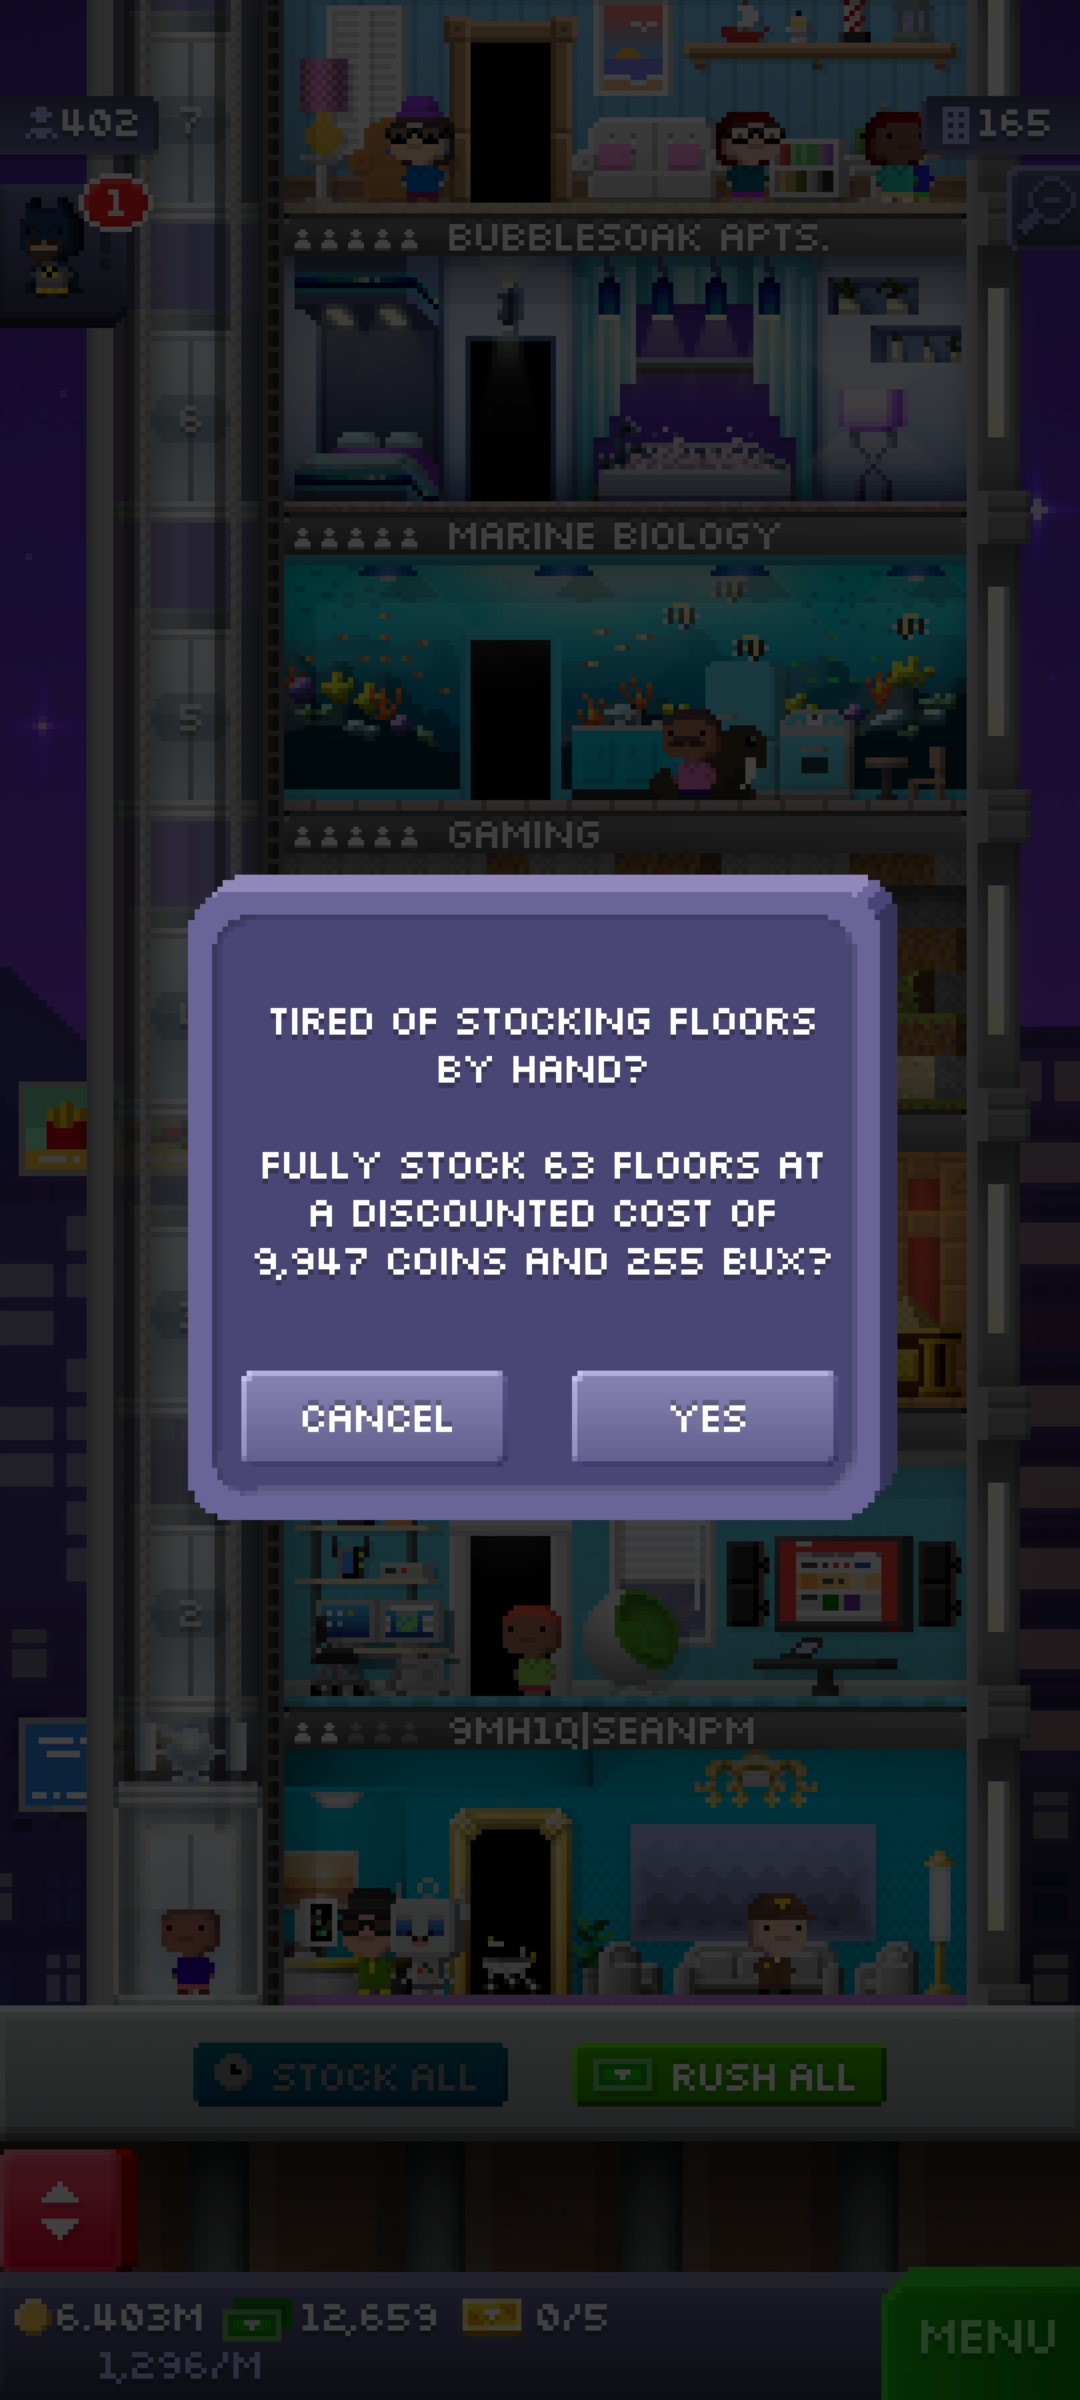 402
7
165
1
BUBBLESOAK APTS.
6
MARINE BIOLOGY
5
GAMING
TIRED OF STOCKING FLOORS
BY HAND?
FULLY STOCK 63 FLOORS AT
A DISCOUNTED COST OF
9,947 COINS AND 255 BUX?
CANCEL
YES
2
9MH1Q|SEANPM
STOCK ALL
RUSH ALL
6.403M
12,659
0/5
1,296/M
MENU